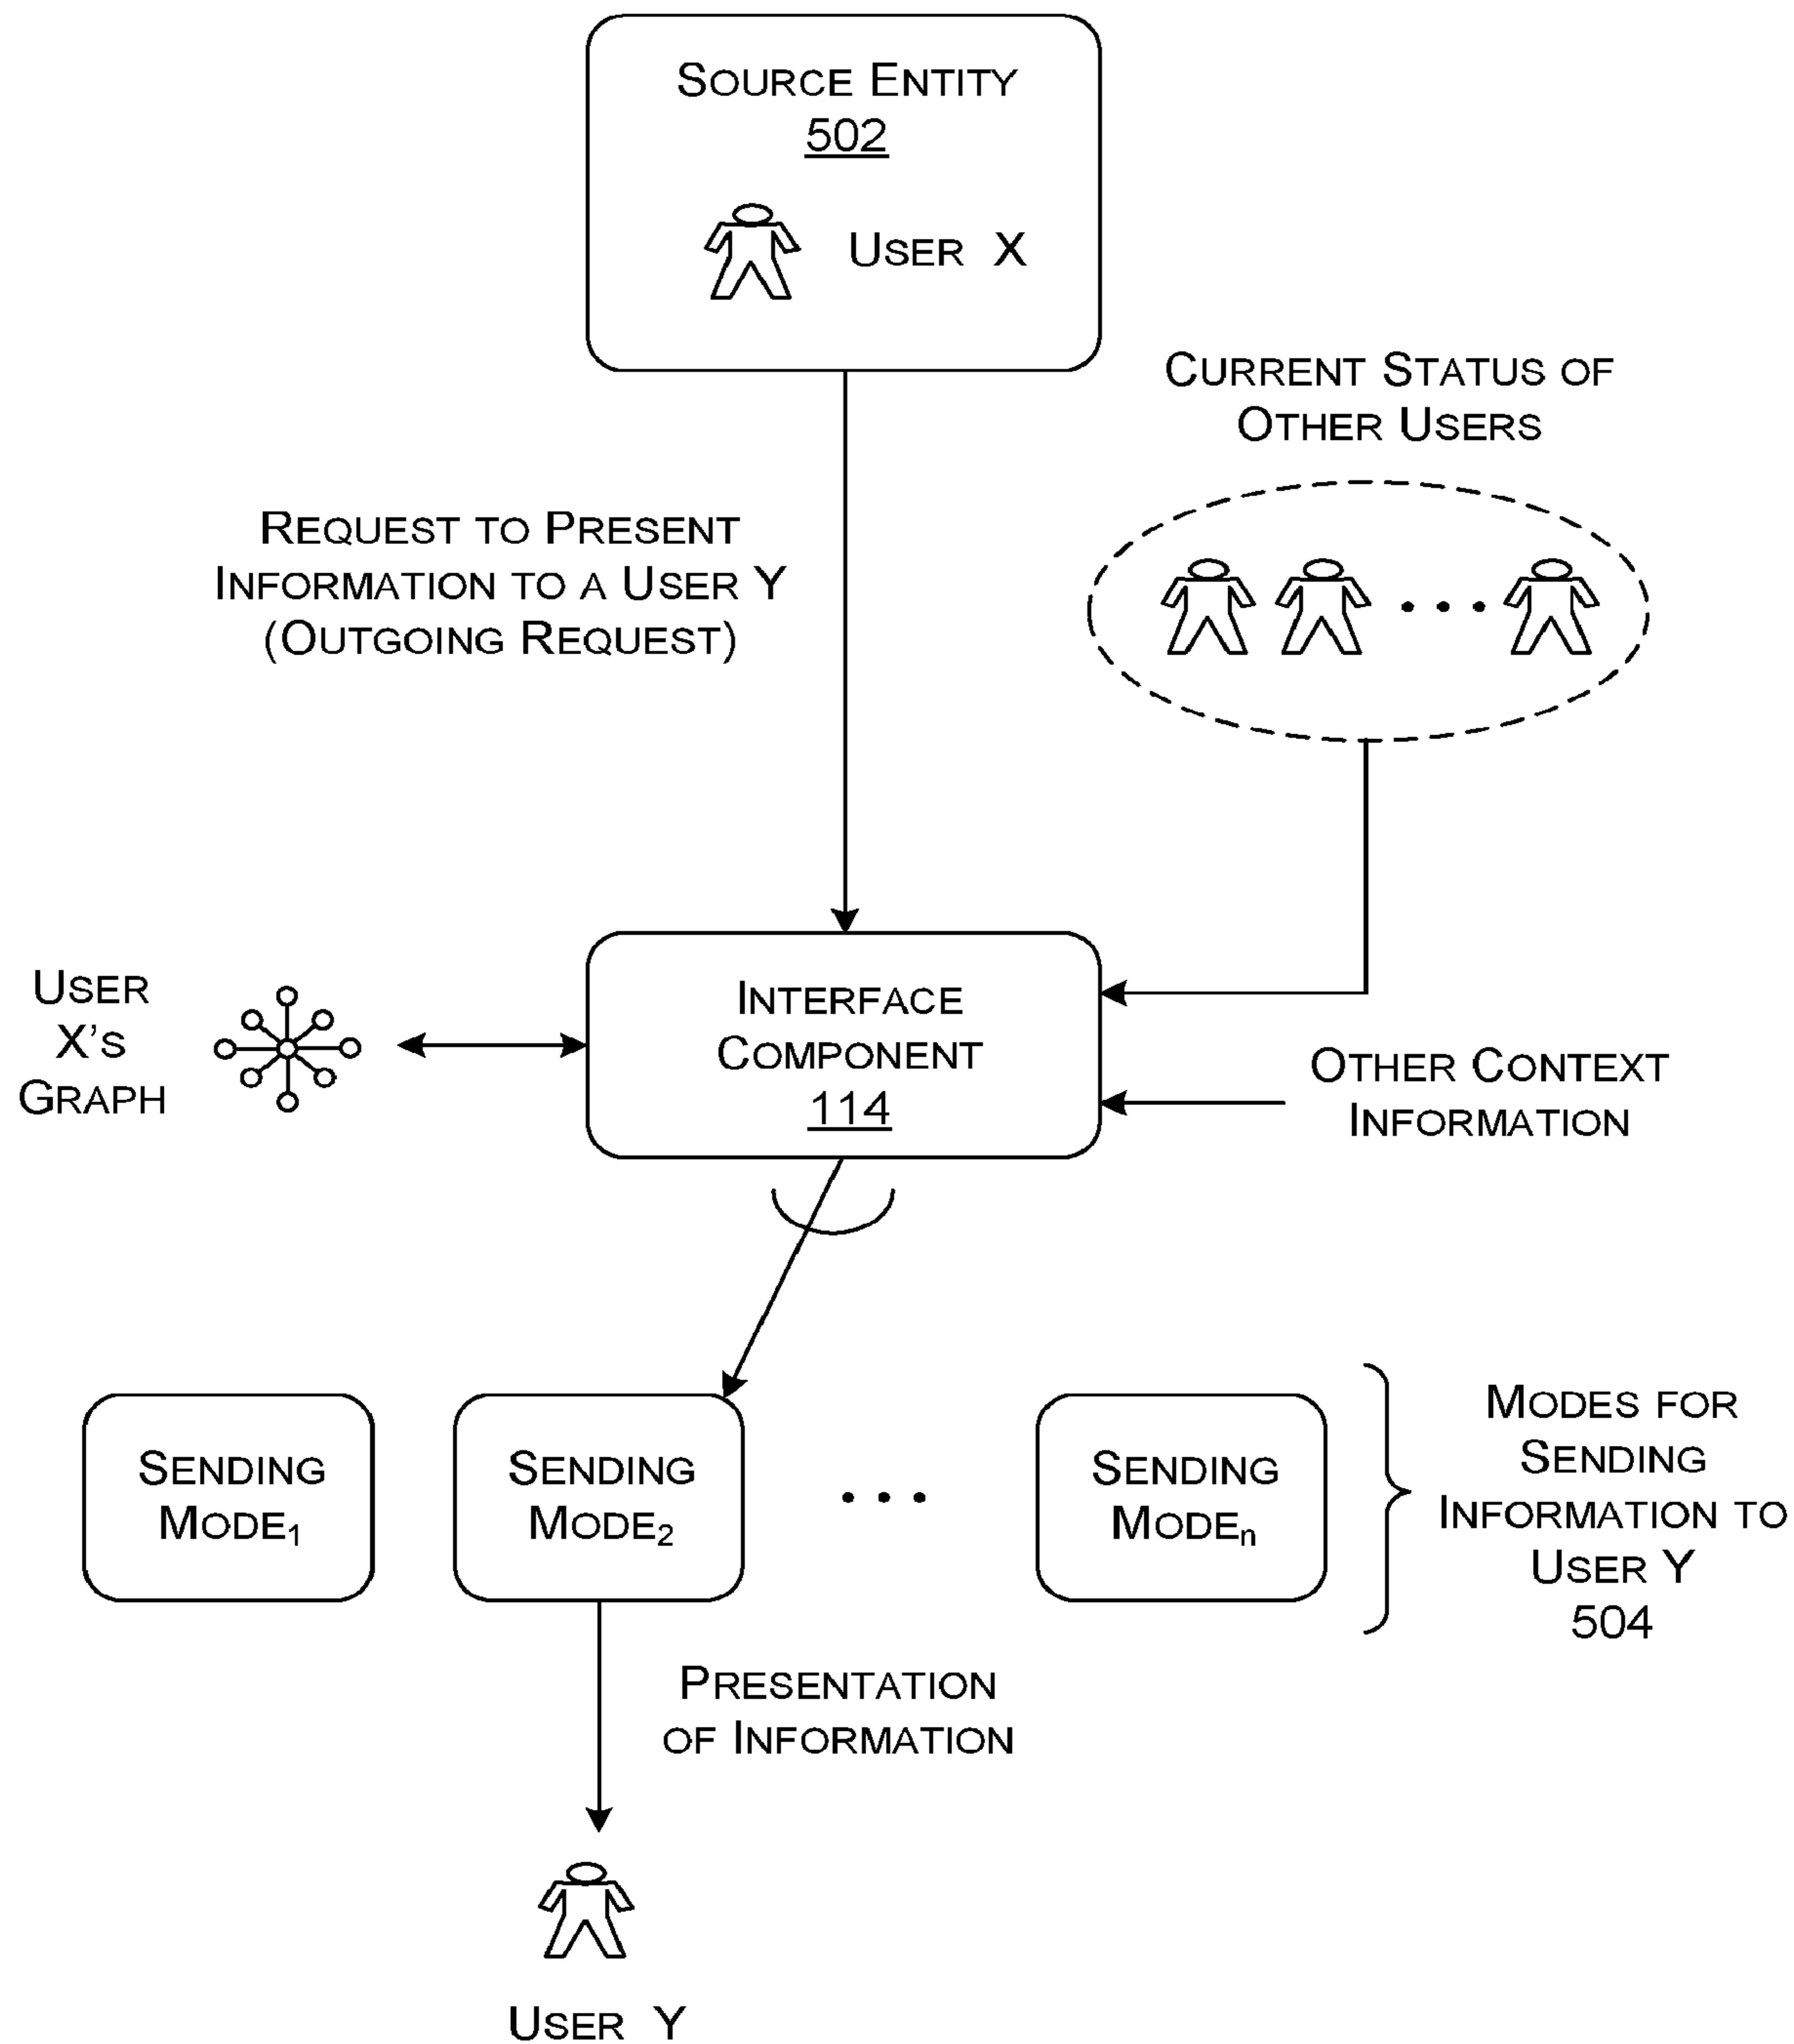 SOURCE ENTITY
502
USER X
CURRENT STATUS OF
OTHER USERS
REQUEST TO PRESENT
INFORMATION TO A USER Y
(OUTGOING REQUEST)
USER
X'S
GRAPH
INTERFACE
COMPONENT
114
OTHER CONTEXT
INFORMATION
SENDING
MODE1
SENDING
MODE2
SENDING
MODEn
MODES FOR
SENDING
INFORMATION TO
USER Y
504
PRESENTATION
OF INFORMATION
USER Y